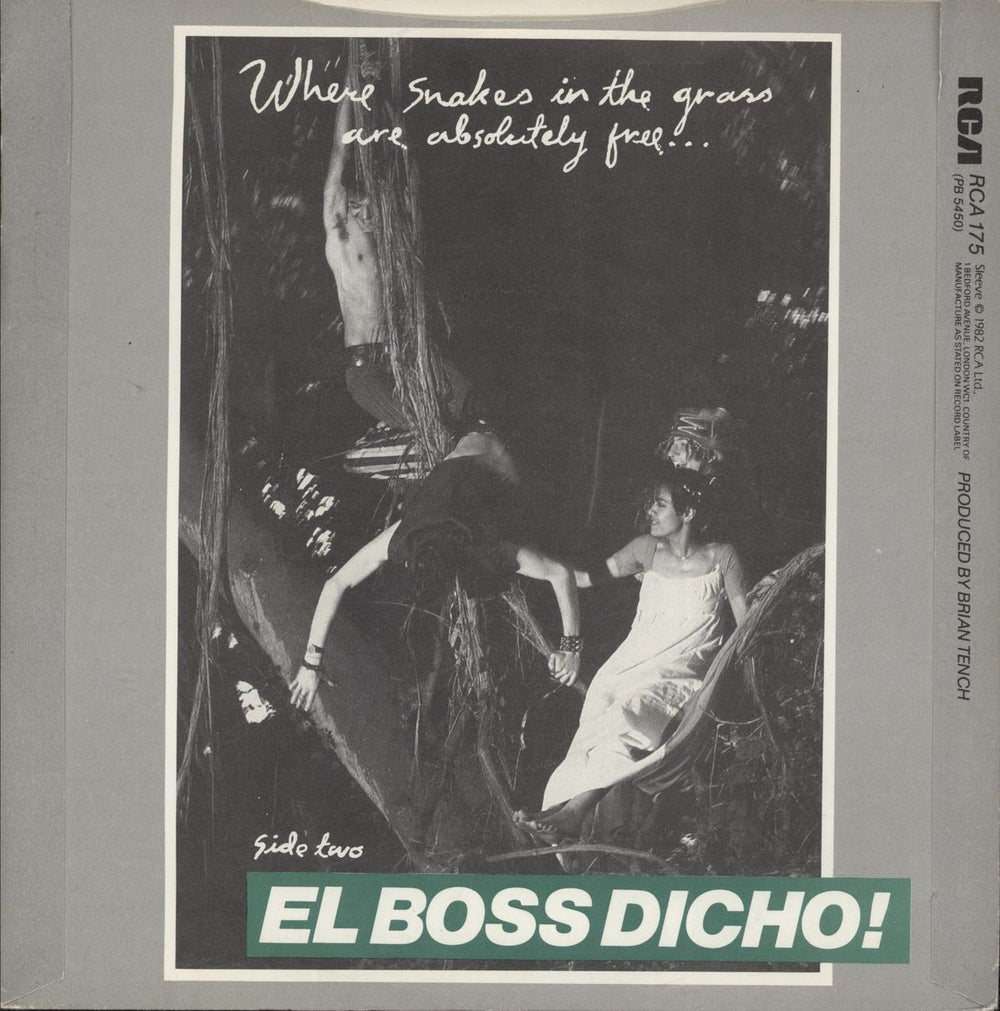 Where snakes in the grass
are absolutely free...
side two
EL BOSS DICHO!
RCA
RCA 175
(PB 5450)
Sleeve © 1982 RCA Ltd.,
1 BEDFORD AVENUE, LONDON WC1. COUNTRY OF
MANUFACTURE AS STATED ON RECORD LABEL
PRODUCED BY BRIAN TENCH